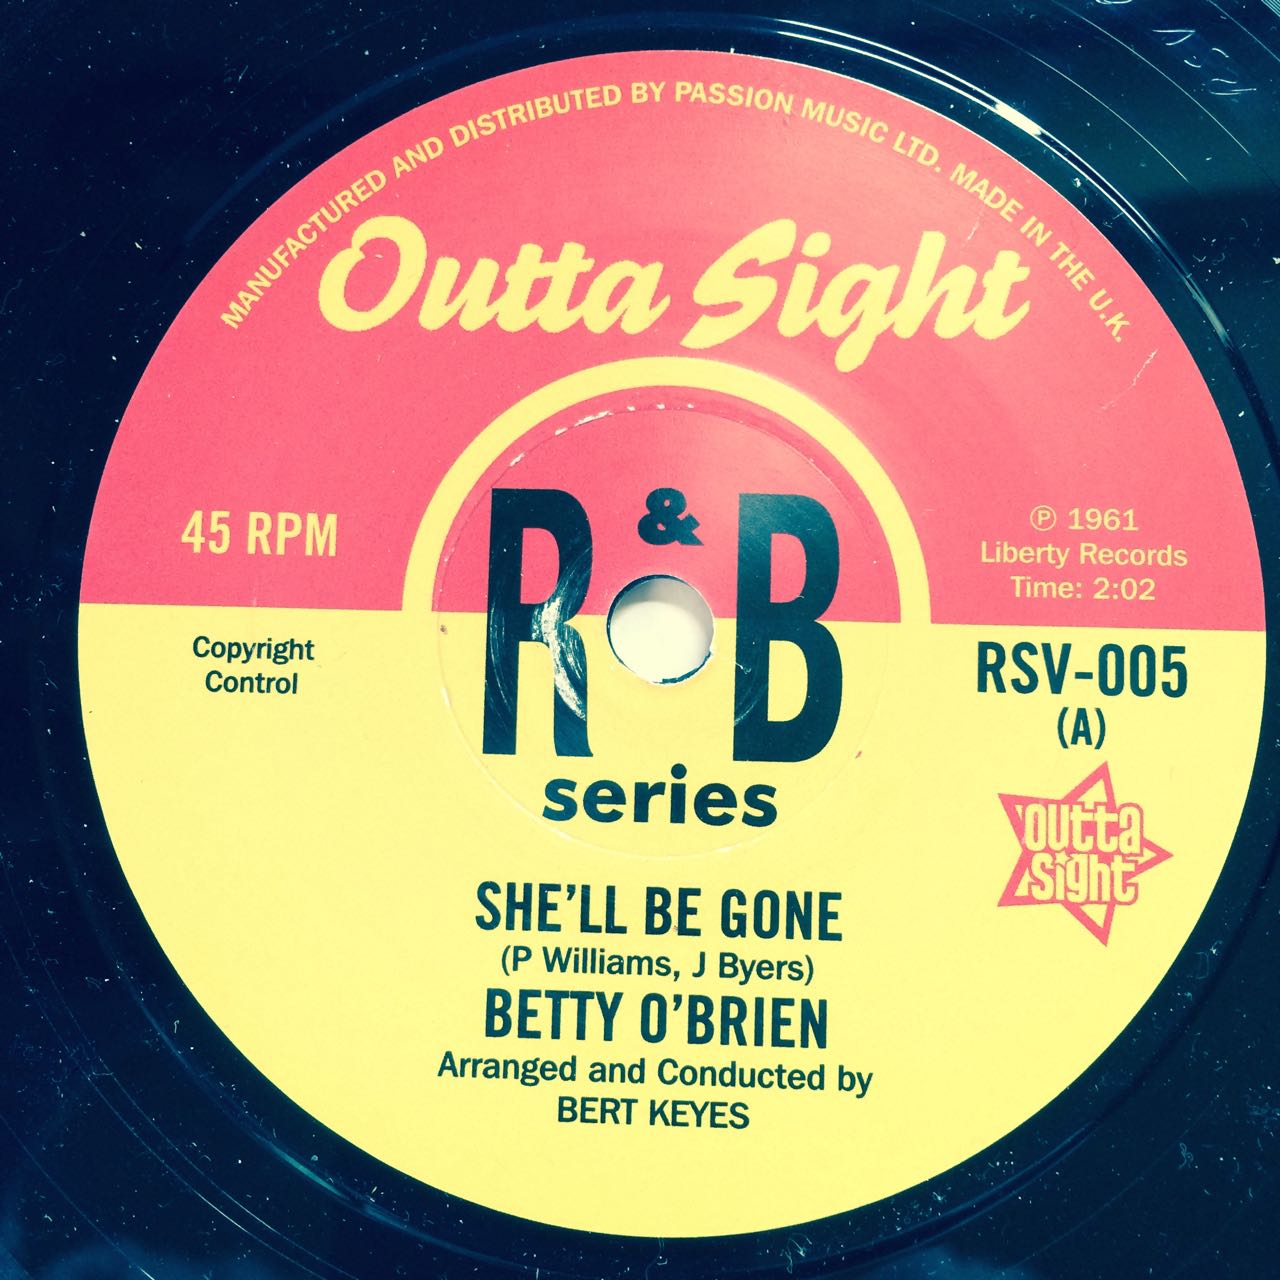 MANUFACTURED AND DISTRIBUTED BY PASSION MUSIC LTD. MADE IN THE U.K.
Outta Sight
R & B
series
45 RPM
℗ 1961
Liberty Records
Time: 2:02
Copyright
Control
RSV-005
(A)
outta
sight
SHE'LL BE GONE
(P Williams, J Byers)
BETTY O'BRIEN
Arranged and Conducted by
BERT KEYES